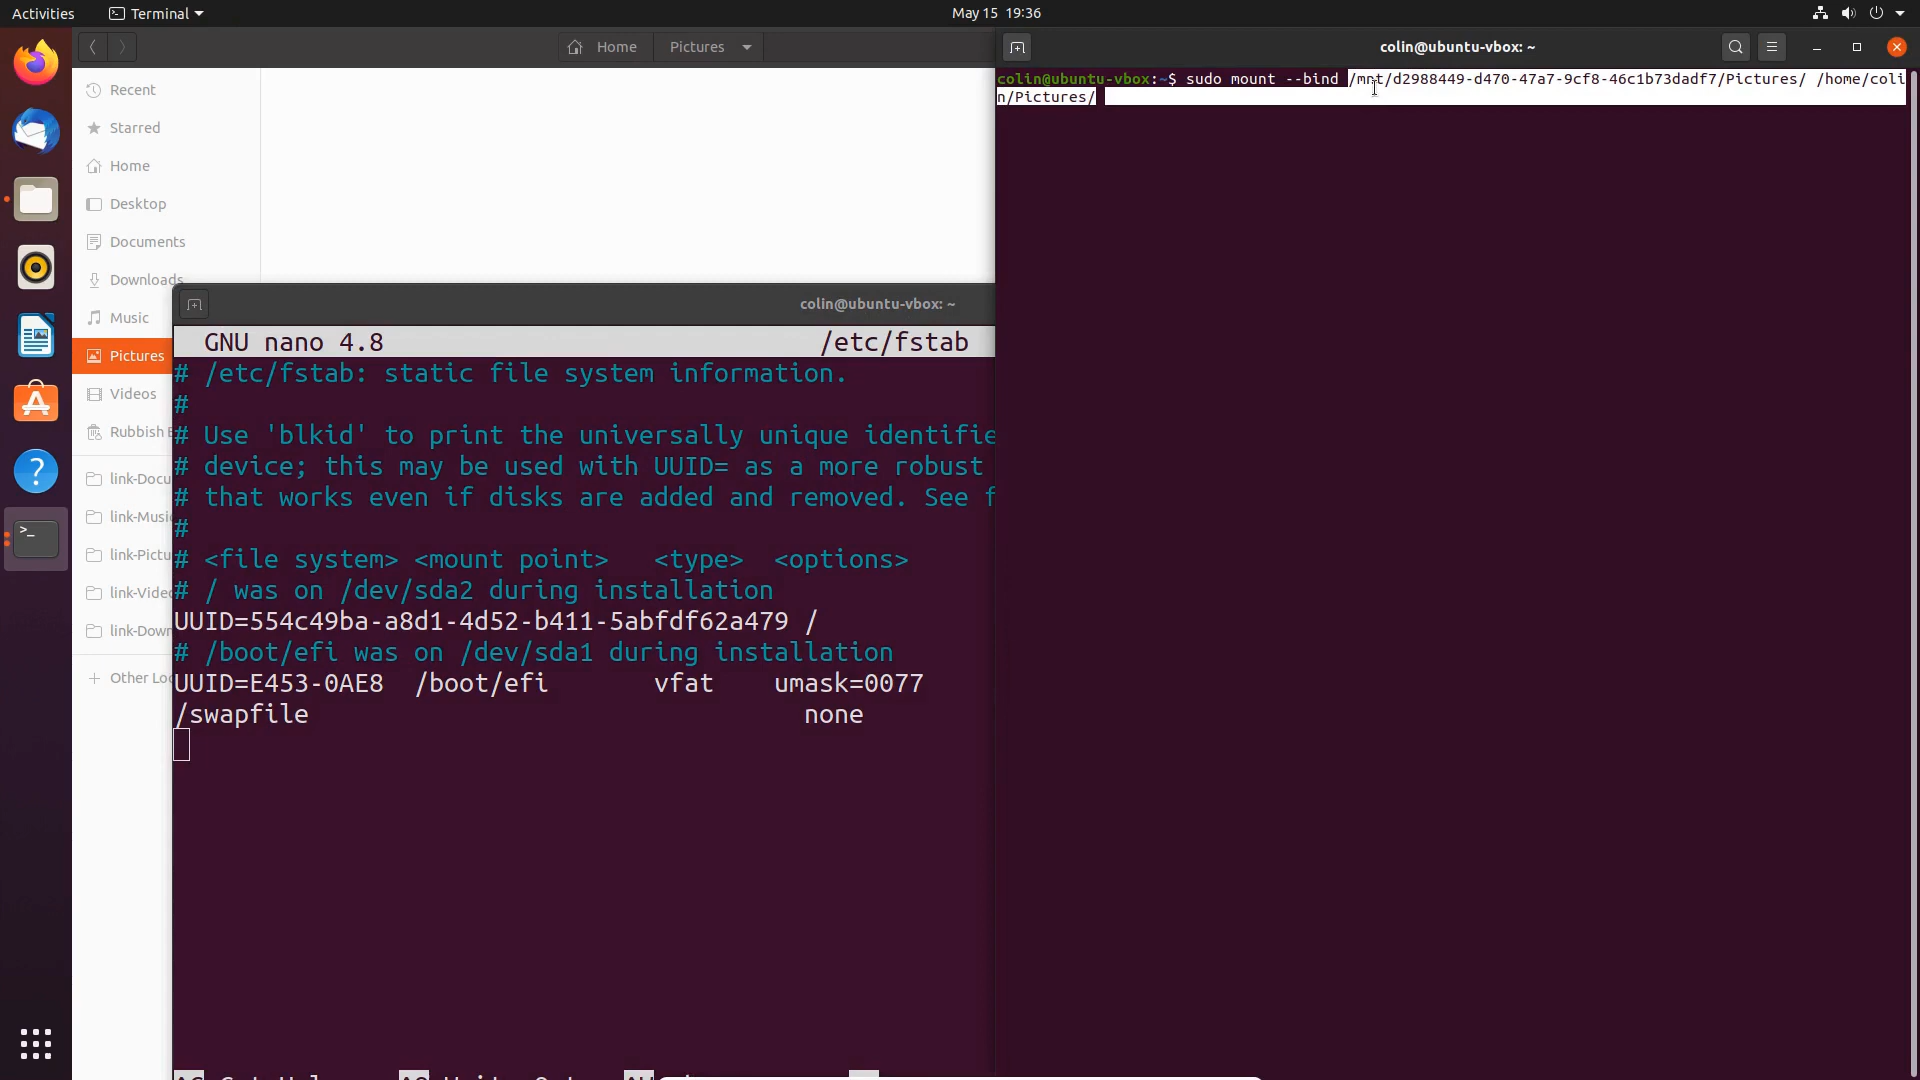 Activities
Terminal
May 15 19:36
Home
Pictures
colin@ubuntu-vbox: ~
colin@ubuntu-vbox:~$ sudo mount --bind /mnt/d2988449-d470-47a7-9cf8-46c1b73dadf7/Pictures/ /home/coli
n/Pictures/
Recent
Starred
Home
Desktop
Documents
Downloads
Music
Pictures
Videos
Rubbish
link-Docu
link-Musi
link-Pictu
link-Vide
link-Dow
Other Lo
colin@ubuntu-vbox: ~
GNU nano 4.8
/etc/fstab
# /etc/fstab: static file system information.
#
# Use 'blkid' to print the universally unique identifie
# device; this may be used with UUID= as a more robust
# that works even if disks are added and removed. See f
#
# <file system> <mount point>   <type>  <options>
# / was on /dev/sda2 during installation
UUID=554c49ba-a8d1-4d52-b411-5abfdf62a479 /
# /boot/efi was on /dev/sda1 during installation
UUID=E453-0AE8  /boot/efi       vfat    umask=0077
/swapfile                                 none